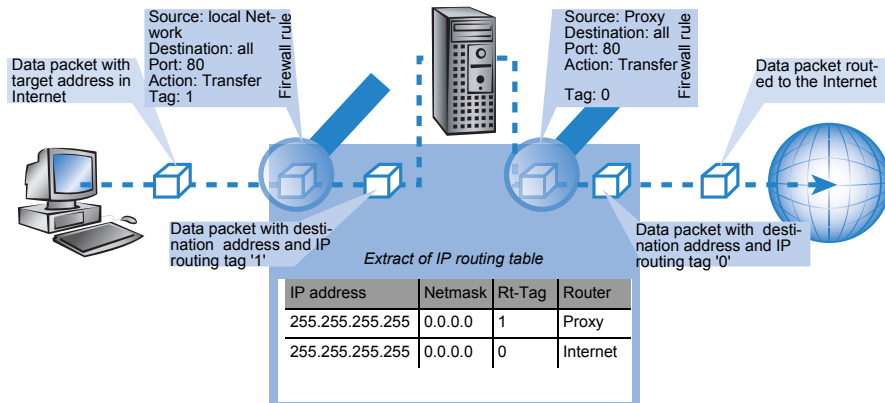 Source: local Net-
work
Destination: all
Port: 80
Action: Transfer
Tag: 1
Firewall rule
Source: Proxy
Destination: all
Port: 80
Action: Transfer
Tag: 0
Firewall rule
Data packet with
target address in
Internet
Data packet rout-
ed to the Internet
Data packet with desti-
nation address and IP
routing tag '1'
Data packet with destination
nation address and IP
routing tag '0'
Extract of IP routing table
IP address Netmask Rt-Tag Router
255.255.255.255 0.0.0.0 1 Proxy
255.255.255.255 0.0.0.0 0 Internet